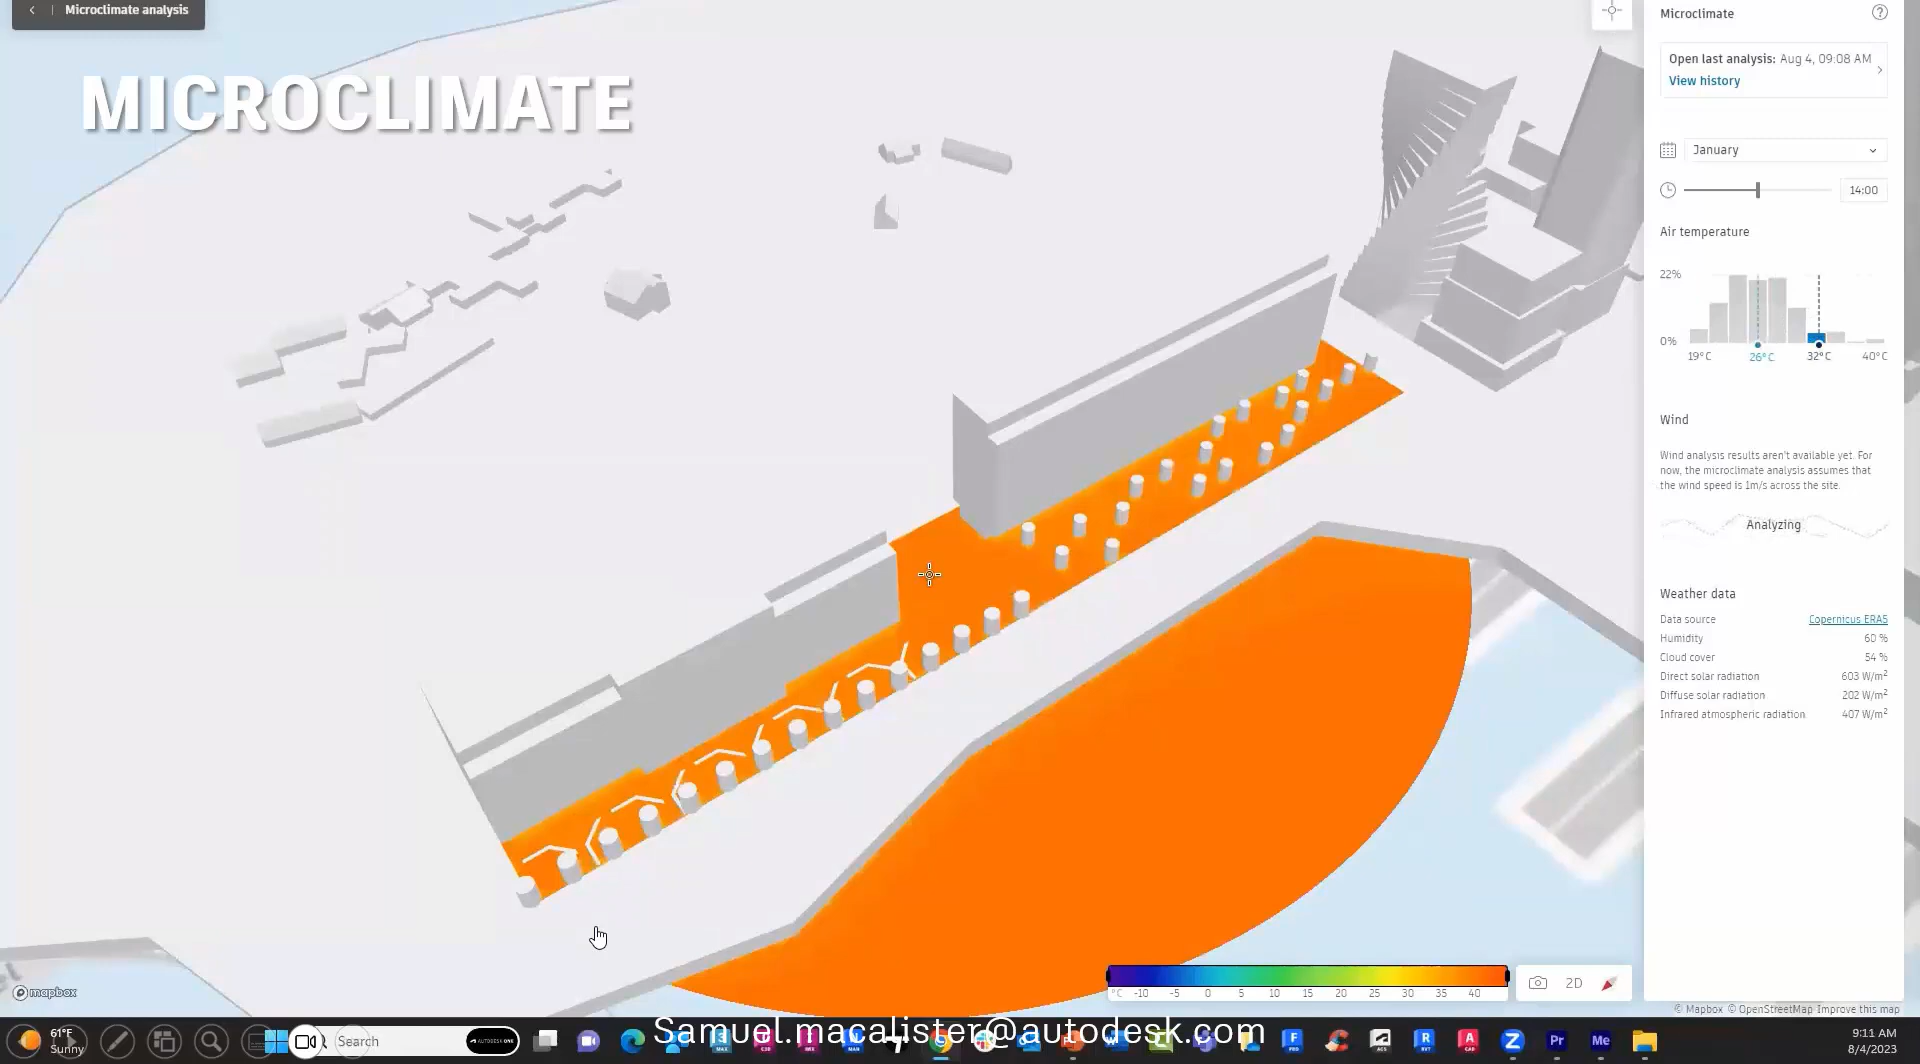 Microclimate analysis
MICROCLIMATE
Microclimate
Open last analysis: Aug 4, 09:08 AM
View history
January
14:00
Air temperature
22%
0%
19°C 26°C 32°C 40°C
Wind
Wind analysis results aren't available yet. For
now, the microclimate analysis assumes that
the wind speed is 1m/s across the site.
Analyzing
Weather data
Data source Copernicus ERA5
Humidity 60 %
Cloud cover 54 %
Direct solar radiation 603 W/m²
Diffuse solar radiation 202 W/m²
Infrared atmospheric radiation 407 W/m²
°C -10 -5 0 5 10 15 20 25 30 35 40
2D
mapbox
© Mapbox © OpenStreetMap Improve this map
61°F
Sunny
Search
AUTODESK ONE
Samuel.macalister@autodesk.com
Pr
Me
9:11 AM
8/4/2023